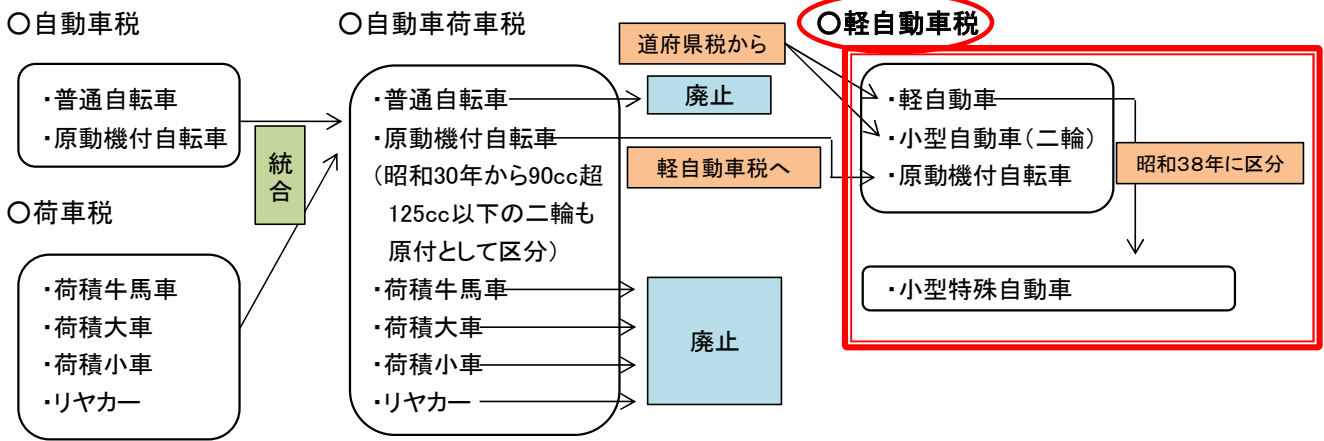 ○自動車税
・普通自転車
・原動機付自転車
○荷車税
・荷積牛馬車
・荷積大車
・荷積小車
・リヤカー
統合
○自動車荷車税
・普通自転車
・原動機付自転車
(昭和30年から90cc超
125cc以下の二輪も
原付として区分)
・荷積牛馬車
・荷積大車
・荷積小車
・リヤカー
道府県税から
廃止
軽自動車税へ
廃止
○軽自動車税
・軽自動車
・小型自動車(二輪)
・原動機付自転車
昭和38年に区分
・小型特殊自動車